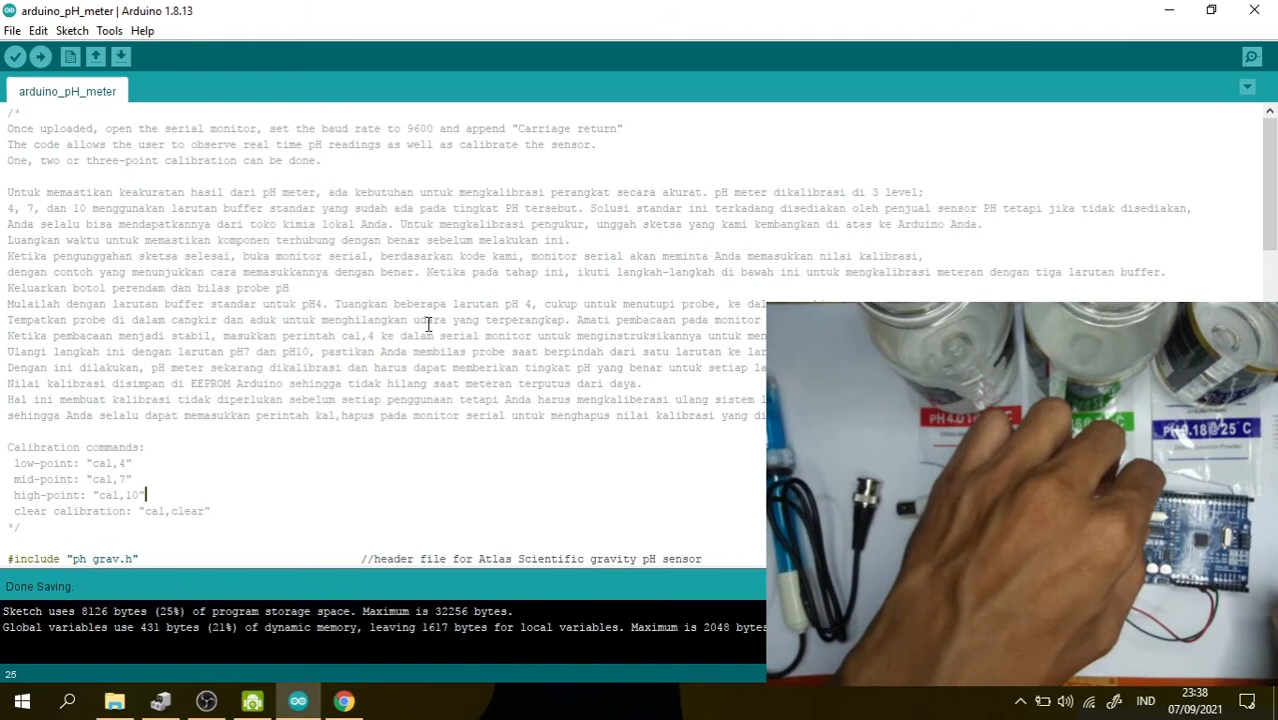 arduino_pH_meter | Arduino 1.8.13
File Edit Sketch Tools Help
arduino_pH_meter
/*
Once uploaded, open the serial monitor, set the baud rate to 9600 and append "Carriage return"
The code allows the user to observe real time pH readings as well as calibrate the sensor.
One, two or three-point calibration can be done.
Untuk memastikan keakuratan hasil dari pH meter, ada kebutuhan untuk mengkalibrasi perangkat secara akurat. pH meter dikalibrasi di 3 level;
4, 7, dan 10 menggunakan larutan buffer standar yang sudah ada pada tingkat PH tersebut. Solusi standar ini terkadang disediakan oleh penjual sensor PH tetapi jika tidak disediakan,
Anda selalu bisa mendapatkannya dari toko kimia lokal Anda. Untuk mengkalibrasi pengukur, unggah sketsa yang kami kembangkan di atas ke Arduino Anda.
Luangkan waktu untuk memastikan komponen terhubung dengan benar sebelum melakukan ini.
Ketika pengunggahan sketsa selesai, buka monitor serial, berdasarkan kode kami, monitor serial akan meminta Anda memasukkan nilai kalibrasi,
dengan contoh yang menunjukkan cara memasukkannya dengan benar. Ketika pada tahap ini, ikuti langkah-langkah di bawah ini untuk mengkalibrasi meteran dengan tiga larutan buffer.
Keluarkan botol perendam dan bilas probe pH
Mulailah dengan larutan buffer standar untuk pH4. Tuangkan beberapa larutan pH 4, cukup untuk menutupi probe, ke
Tempatkan probe di dalam cangkir dan aduk untuk menghilangkan udara yang terperangkap. Amati pembacaan pada monitor
Ketika pembacaan menjadi stabil, masukkan perintah cal,4 ke dalam serial monitor untuk menginstruksikannya untuk
Ulangi langkah ini dengan larutan pH7 dan pH10, pastikan Anda membilas probe saat berpindah dari satu larutan ke
Dengan ini dilakukan, pH meter sekarang dikalibrasi dan harus dapat memberikan tingkat pH yang benar untuk setiap
Nilai kalibrasi disimpan di EEPROM Arduino sehingga tidak hilang saat meteran terputus dari daya.
Hal ini membuat kalibrasi tidak diperlukan sebelum setiap penggunaan tetapi Anda harus mengkaliberasi ulang sistem
sehingga Anda selalu dapat memasukkan perintah kal,hapus pada monitor serial untuk menghapus nilai kalibrasi yang
Calibration commands:
low-point: "cal,4"
mid-point: "cal,7"
high-point: "cal,10"
clear calibration: "cal,clear"
*/
#include "ph_grav.h" //header file for Atlas Scientific gravity pH sensor
Done Saving.
Sketch uses 8126 bytes (25%) of program storage space. Maximum is 32256 bytes.
Global variables use 431 bytes (21%) of dynamic memory, leaving 1617 bytes for local variables. Maximum is 2048 bytes
25
IND
23:38
07/09/2021